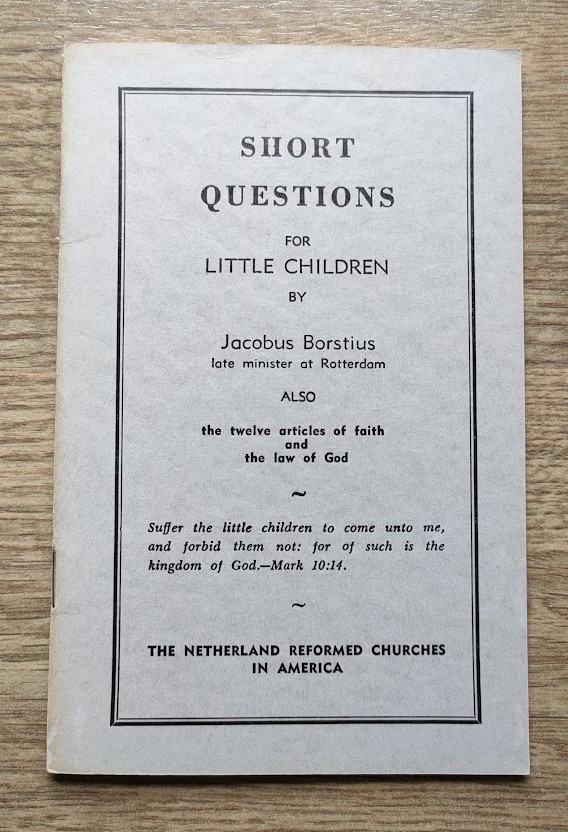 SHORT
QUESTIONS
FOR
LITTLE CHILDREN
BY
Jacobus Borstius
late minister at Rotterdam
ALSO
the twelve articles of faith
and
the law of God
~
Suffer the little children to come unto me,
and forbid them not: for of such is the
kingdom of God.—Mark 10:14.
~
THE NETHERLAND REFORMED CHURCHES
IN AMERICA